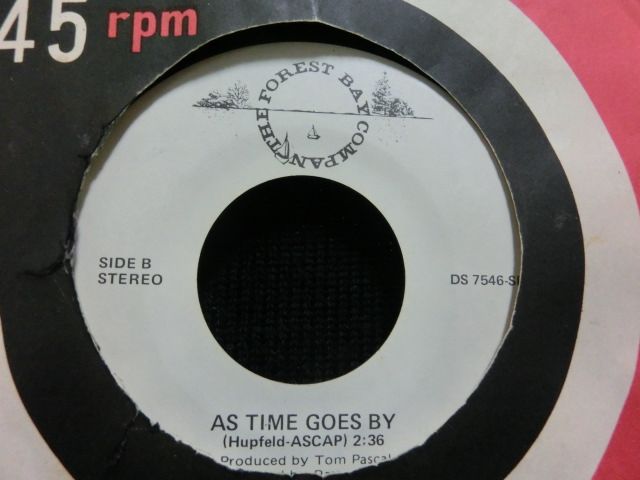 45 rpm
THE FOREST BAY COMPANY
SIDE B
STEREO
DS 7546-S
AS TIME GOES BY
(Hupfeld-ASCAP) 2:36
Produced by Tom Pascal